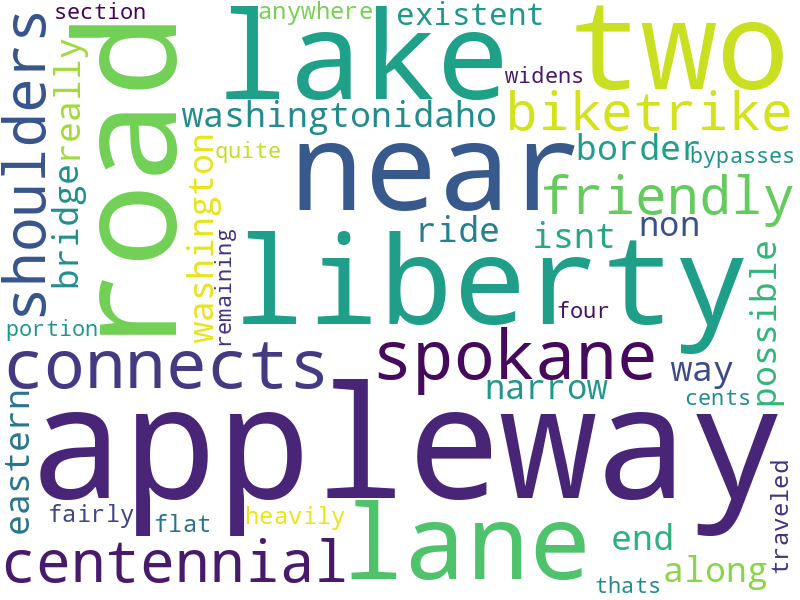 section
anywhere
existent
road
lake
two
shoulders
really
widens
washingtonidaho
biketrike
near
border
bypasses
quite
washington
bridge
friendly
ride
non
isnt
remaining
liberty
possible
four
portion
connects
spokane
way
narrow
cents
eastern
appleway
fairly
flat
heavily
lane
traveled
end
centennial
along
thats